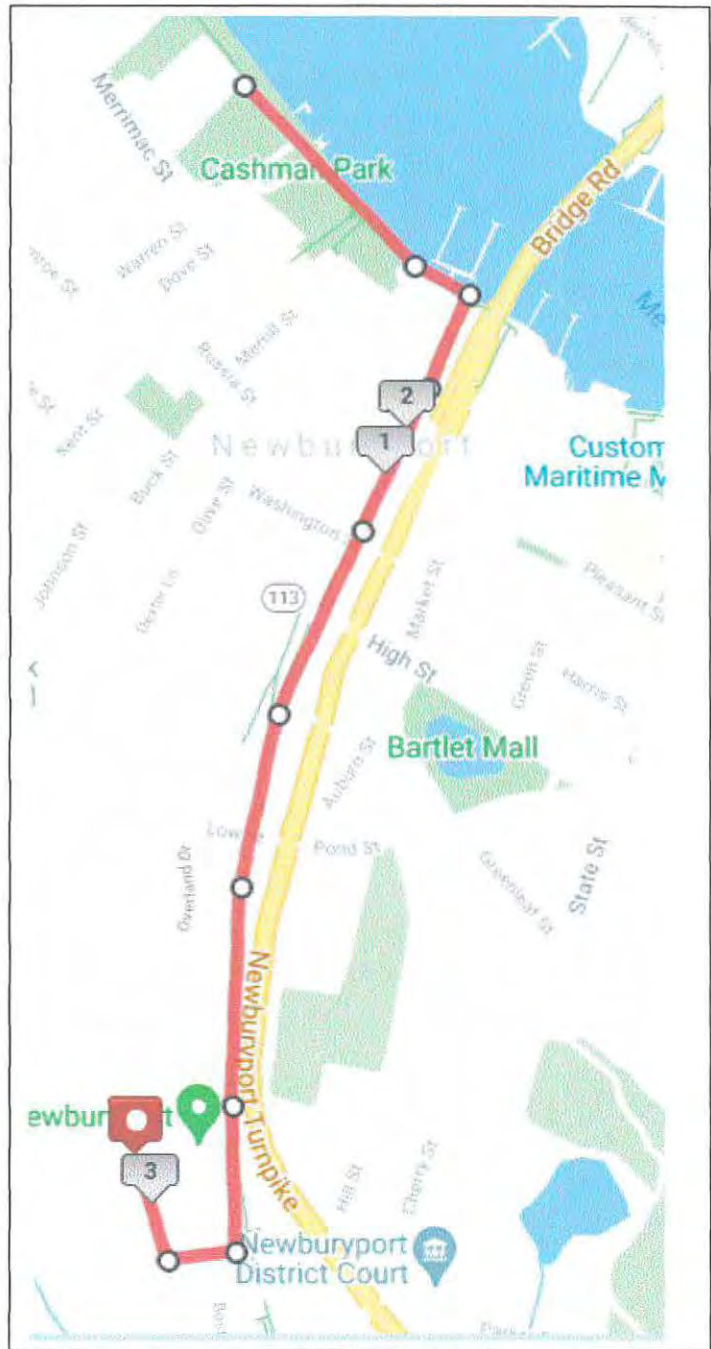 Merrimac St
Cashman Park
Bridge Rd
Warren St
Dove St
Merrill St
Russia St
2
1
Newburyport
Custom
Maritime M
Kent St
Buck St
Olive St
Washington
Johnson St
Dexter Ln
113
Market St
Pleasant St
High St
Green St
Harris St
Bartlet Mall
Auburn St
Pond St
Overland Dr
Greenleaf St
State St
Newburyport Turnpike
3
Hill St
Cherry St
Newburyport
District Court